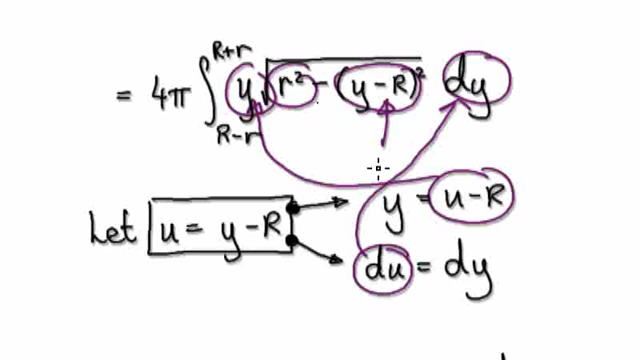 = 4π ∫_{R-r}^{R+r} y √(r² - (y-R)²) dy
Let u = y-R y = u-R
du = dy